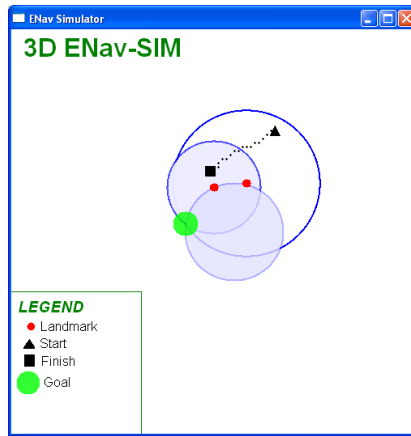 ENav Simulator
3D ENav-SIM
LEGEND
Landmark
Start
Finish
Goal